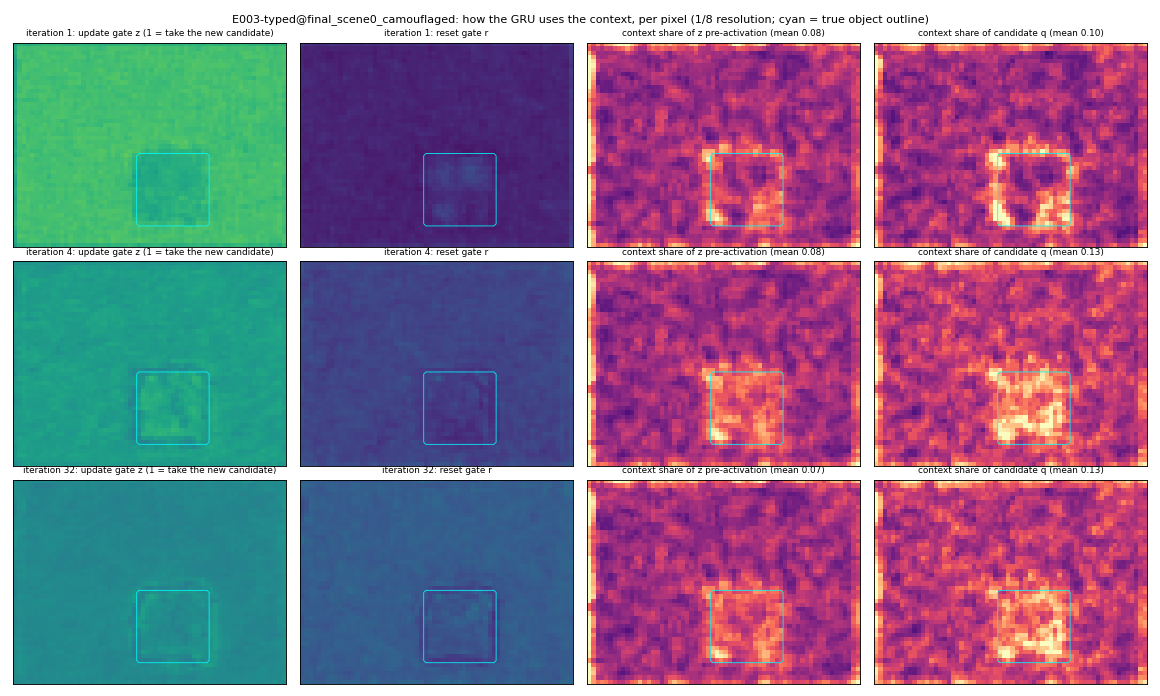 E003-typed@final_scene0_camouflaged: how the GRU uses the context, per pixel (1/8 resolution; cyan = true object outline)
iteration 1: update gate z (1 = take the new candidate)
iteration 1: reset gate r
context share of z pre-activation (mean 0.08)
context share of candidate q (mean 0.10)
iteration 4: update gate z (1 = take the new candidate)
iteration 4: reset gate r
context share of z pre-activation (mean 0.08)
context share of candidate q (mean 0.13)
iteration 32: update gate z (1 = take the new candidate)
iteration 32: reset gate r
context share of z pre-activation (mean 0.07)
context share of candidate q (mean 0.13)